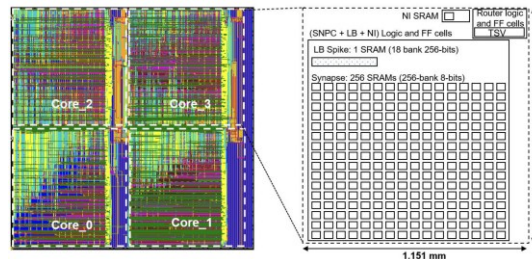 Core_2
Core_3
Core_0
Core_1
NI SRAM
Router logic
and FF cells
TSV
(SNPC + LB + NI) Logic and FF cells
LB Spike: 1 SRAM (18 bank 256-bits)
Synapse: 256 SRAMs (256-bank 8-bits)
1.151 mm